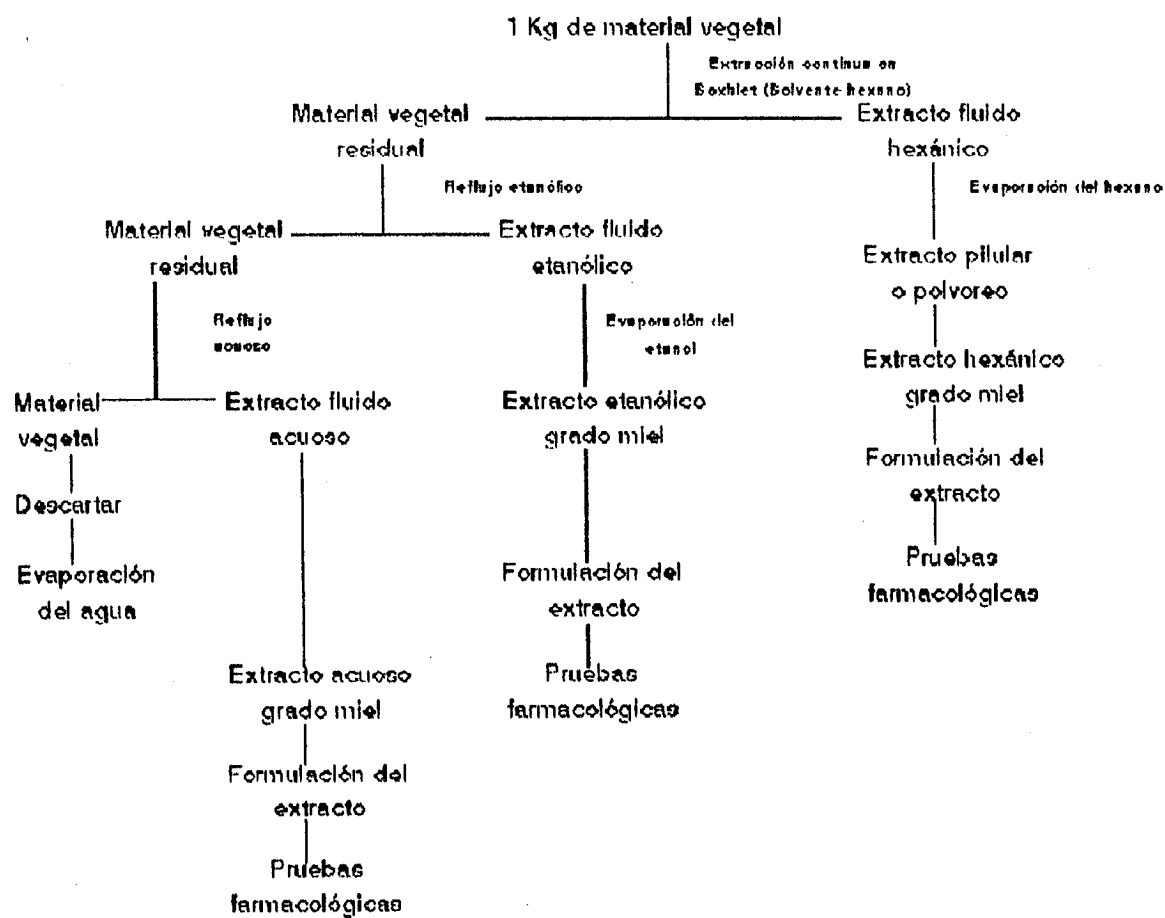 1 Kg de material vegetal
Extracción continua en
Soxhlet (Solvente hexano)
Material vegetal
residual
Extracto fluido
hexánico
Reflujo etanólico
Evaporación del hexano
Material vegetal
residual
Extracto fluido
etanólico
Extracto pilular
o polvoreo
Reflujo
acuoso
Evaporación del
etanol
Extracto hexánico
grado miel
Material
vegetal
Extracto fluido
acuoso
Extracto etanólico
grado miel
Formulación del
extracto
Descartar
Pruebas
farmacológicas
Evaporación
del agua
Formulación del
extracto
Extracto acuoso
grado miel
Pruebas
farmacológicas
Formulación del
extracto
Pruebas
farmacológicas